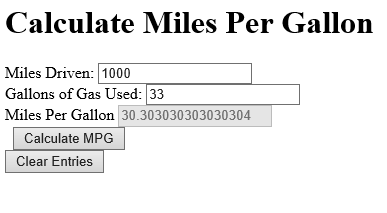 Calculate Miles Per Gallon
Miles Driven: 1000
Gallons of Gas Used: 33
Miles Per Gallon 30.303030303030304
Calculate MPG
Clear Entries